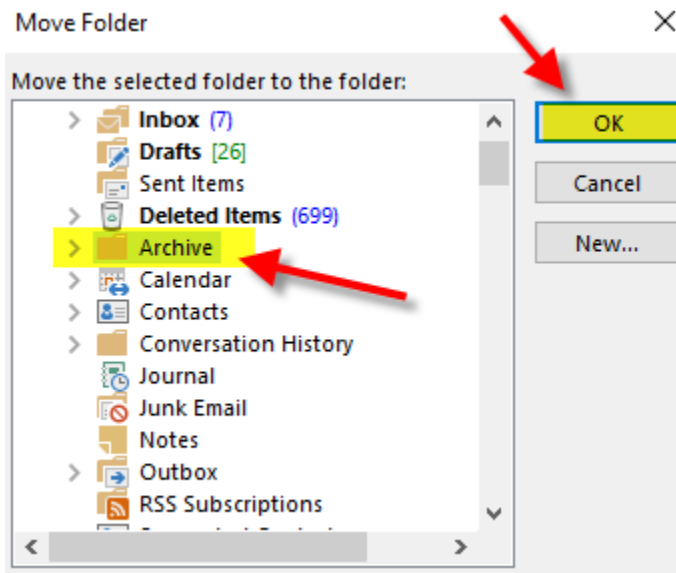 Move Folder
Move the selected folder to the folder:
Inbox (7)
Drafts [26]
Sent Items
Deleted Items (699)
Archive
Calendar
Contacts
Conversation History
Journal
Junk Email
Notes
Outbox
RSS Subscriptions
OK
Cancel
New...